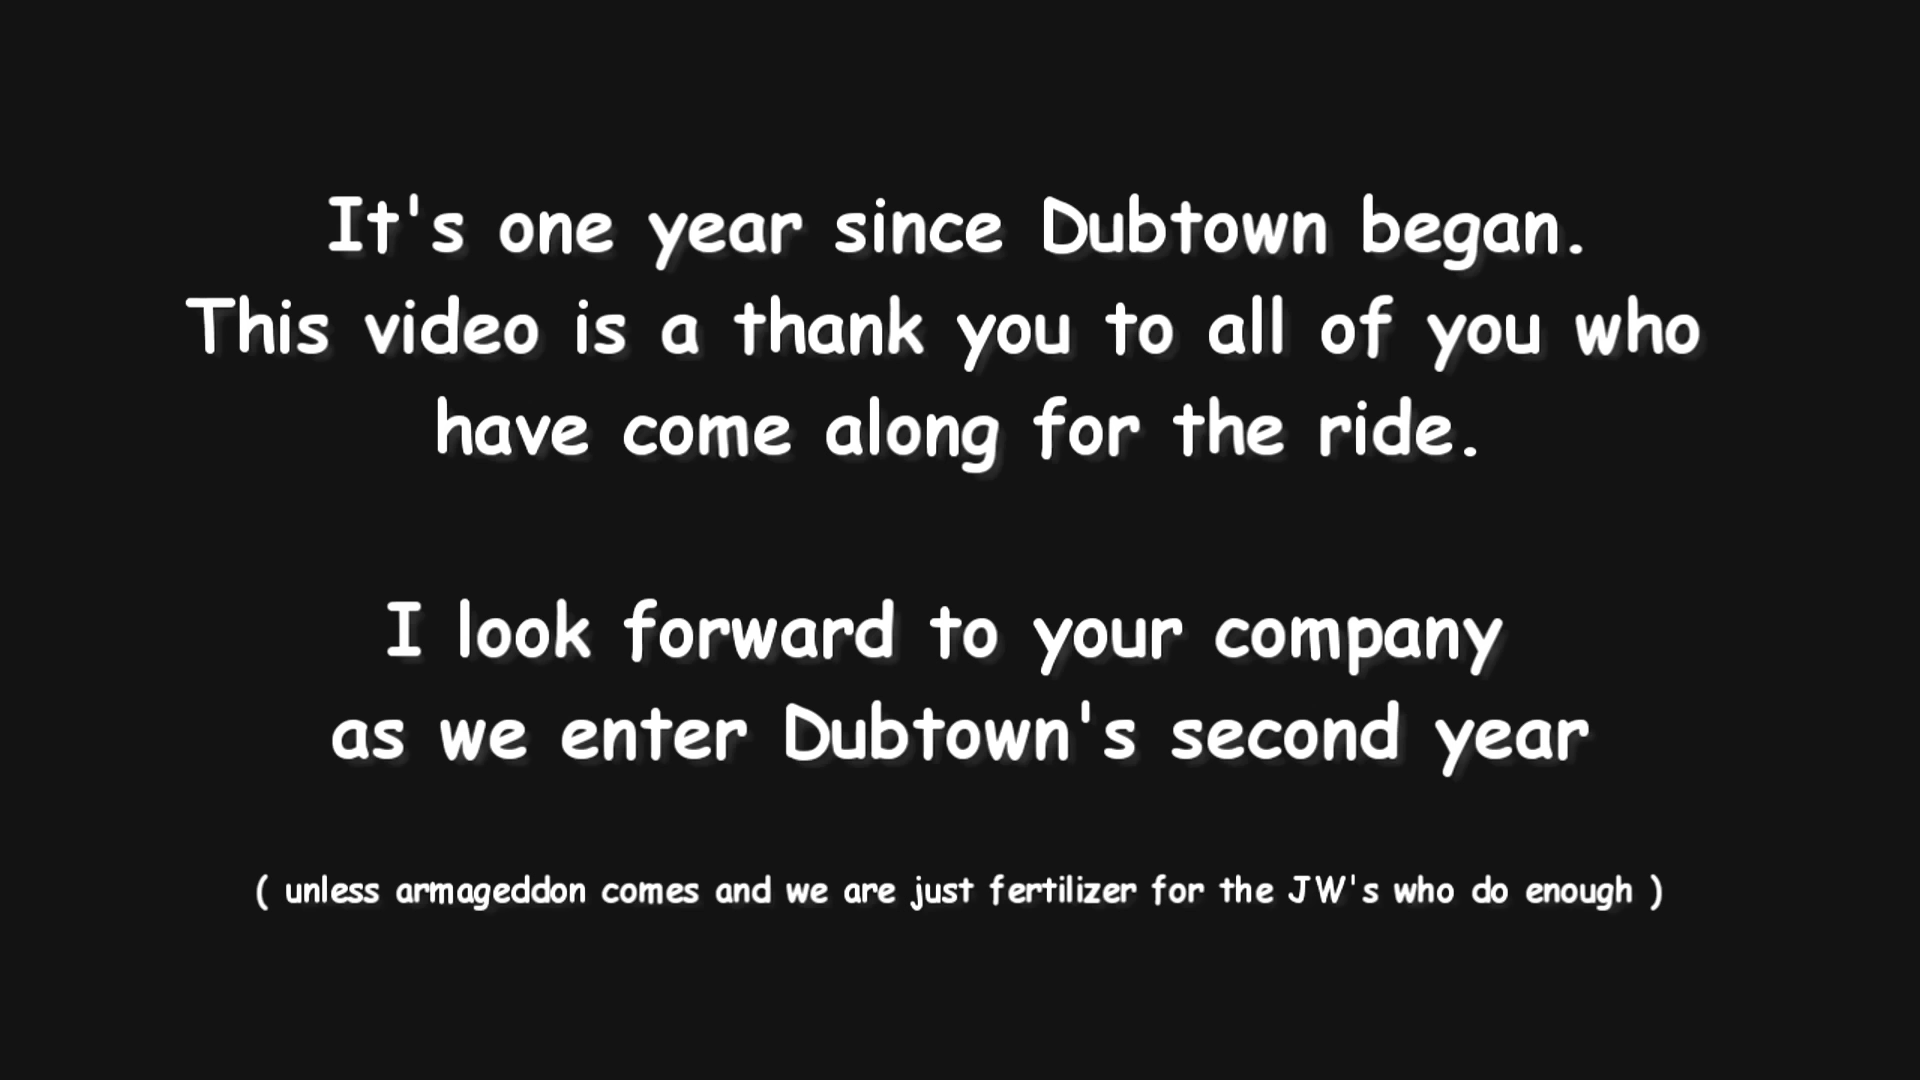 It's one year since Dubtown began.
This video is a thank you to all of you who
have come along for the ride.
I look forward to your company
as we enter Dubtown's second year
( unless armageddon comes and we are just fertilizer for the JW's who do enough )